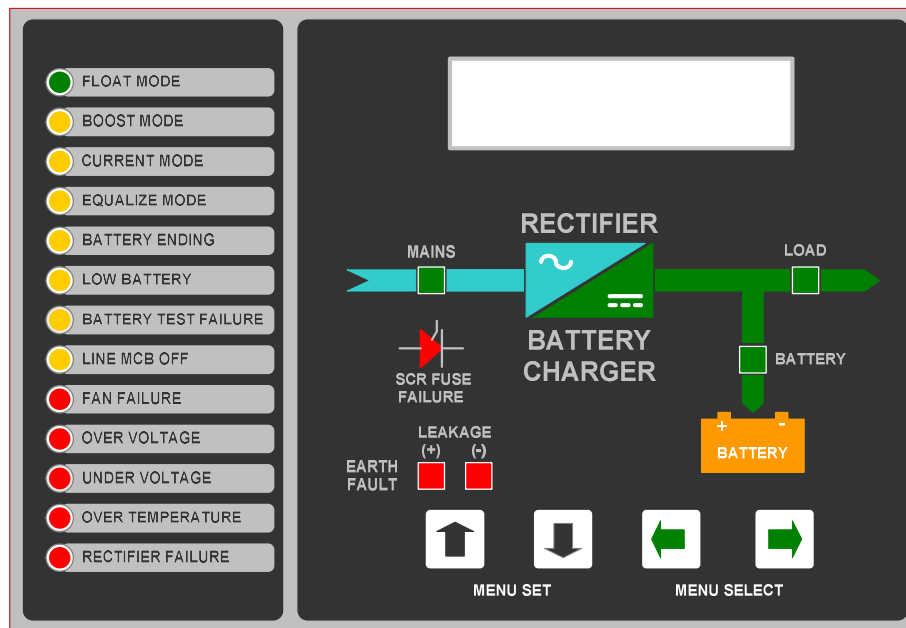 FLOAT MODE
BOOST MODE
CURRENT MODE
EQUALIZE MODE
BATTERY ENDING
LOW BATTERY
BATTERY TEST FAILURE
LINE MCB OFF
FAN FAILURE
OVER VOLTAGE
UNDER VOLTAGE
OVER TEMPERATURE
RECTIFIER FAILURE
RECTIFIER
MAINS
LOAD
BATTERY
CHARGER
BATTERY
SCR FUSE
FAILURE
+ -
BATTERY
LEAKAGE
(+) (-)
EARTH
FAULT
MENU SET
MENU SELECT